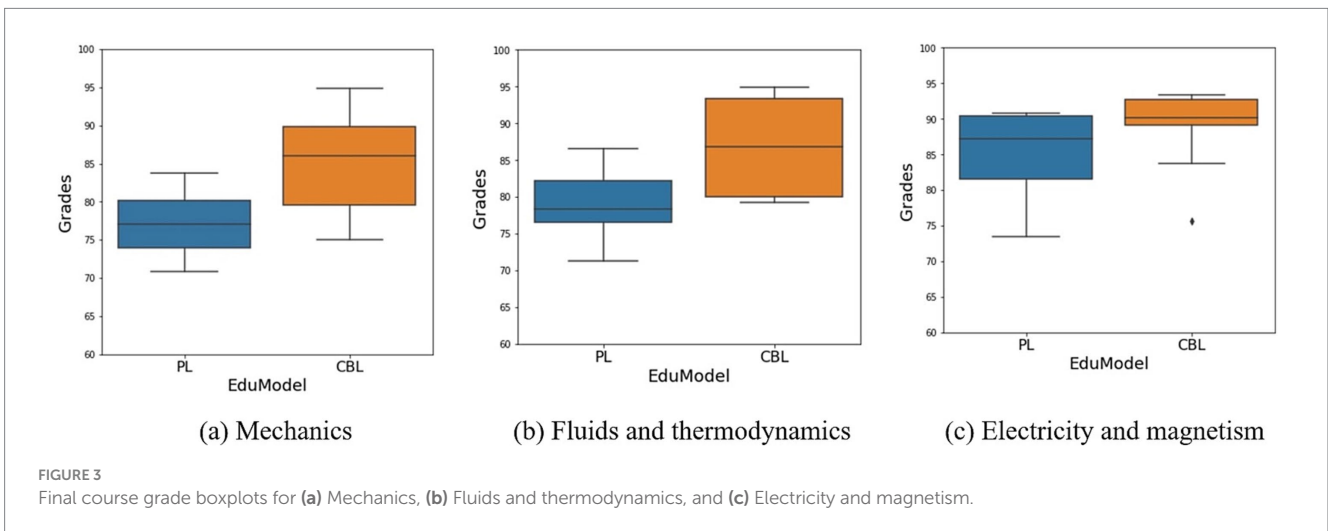 100
95
90
85
80
75
70
65
60
Grades
PL
CBL
EduModel
(a) Mechanics
100
95
90
85
80
75
70
65
60
Grades
PL
CBL
EduModel
(b) Fluids and thermodynamics
100
95
90
85
80
75
70
65
60
Grades
PL
CBL
EduModel
(c) Electricity and magnetism
FIGURE 3
Final course grade boxplots for (a) Mechanics, (b) Fluids and thermodynamics, and (c) Electricity and magnetism.